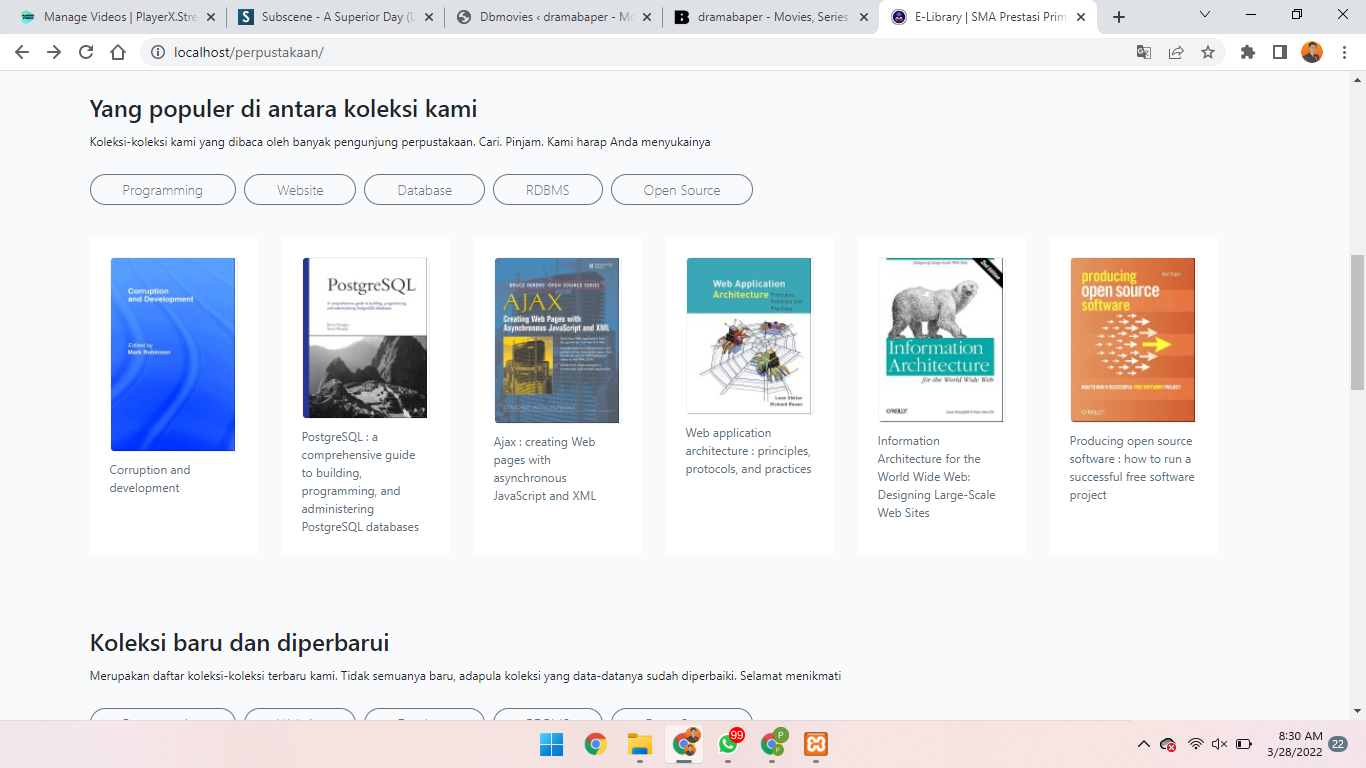 Manage Videos | PlayerX.Stre
Subscene - A Superior Day (U
Dbmovies ‹ dramabaper - Mo
dramabaper - Movies, Series
E-Library | SMA Prestasi Prim
localhost/perpustakaan/
Yang populer di antara koleksi kami
Koleksi-koleksi kami yang dibaca oleh banyak pengunjung perpustakaan. Cari. Pinjam. Kami harap Anda menyukainya
Programming
Website
Database
RDBMS
Open Source
Corruption
and Development
Edited by
Mark Robinson
Corruption and
development
PostgreSQL
PostgreSQL : a
comprehensive guide
to building,
programming, and
administering
PostgreSQL databases
BRUCE PERENS' OPEN SOURCE SERIES
AJAX
Creating Web Pages with
Asynchronous JavaScript and XML
Ajax : creating Web
pages with
asynchronous
JavaScript and XML
Web Application
Architecture Principles,
Protocols and
Practices
Leon Shklar
Richard Rosen
Web application
architecture : principles,
protocols, and practices
Designing Large-Scale Web Sites
2nd Edition
Information
Architecture
for the World Wide Web
O'REILLY
Information
Architecture for the
World Wide Web:
Designing Large-Scale
Web Sites
producing
open source
software
Karl Fogel
HOW TO RUN A SUCCESSFUL FREE SOFTWARE PROJECT
O'REILLY
Producing open source
software : how to run a
successful free software
project
Koleksi baru dan diperbarui
Merupakan daftar koleksi-koleksi terbaru kami. Tidak semuanya baru, adapula koleksi yang data-datanya sudah diperbaiki. Selamat menikmati
99
P
P
8:30 AM
3/28/2022
22